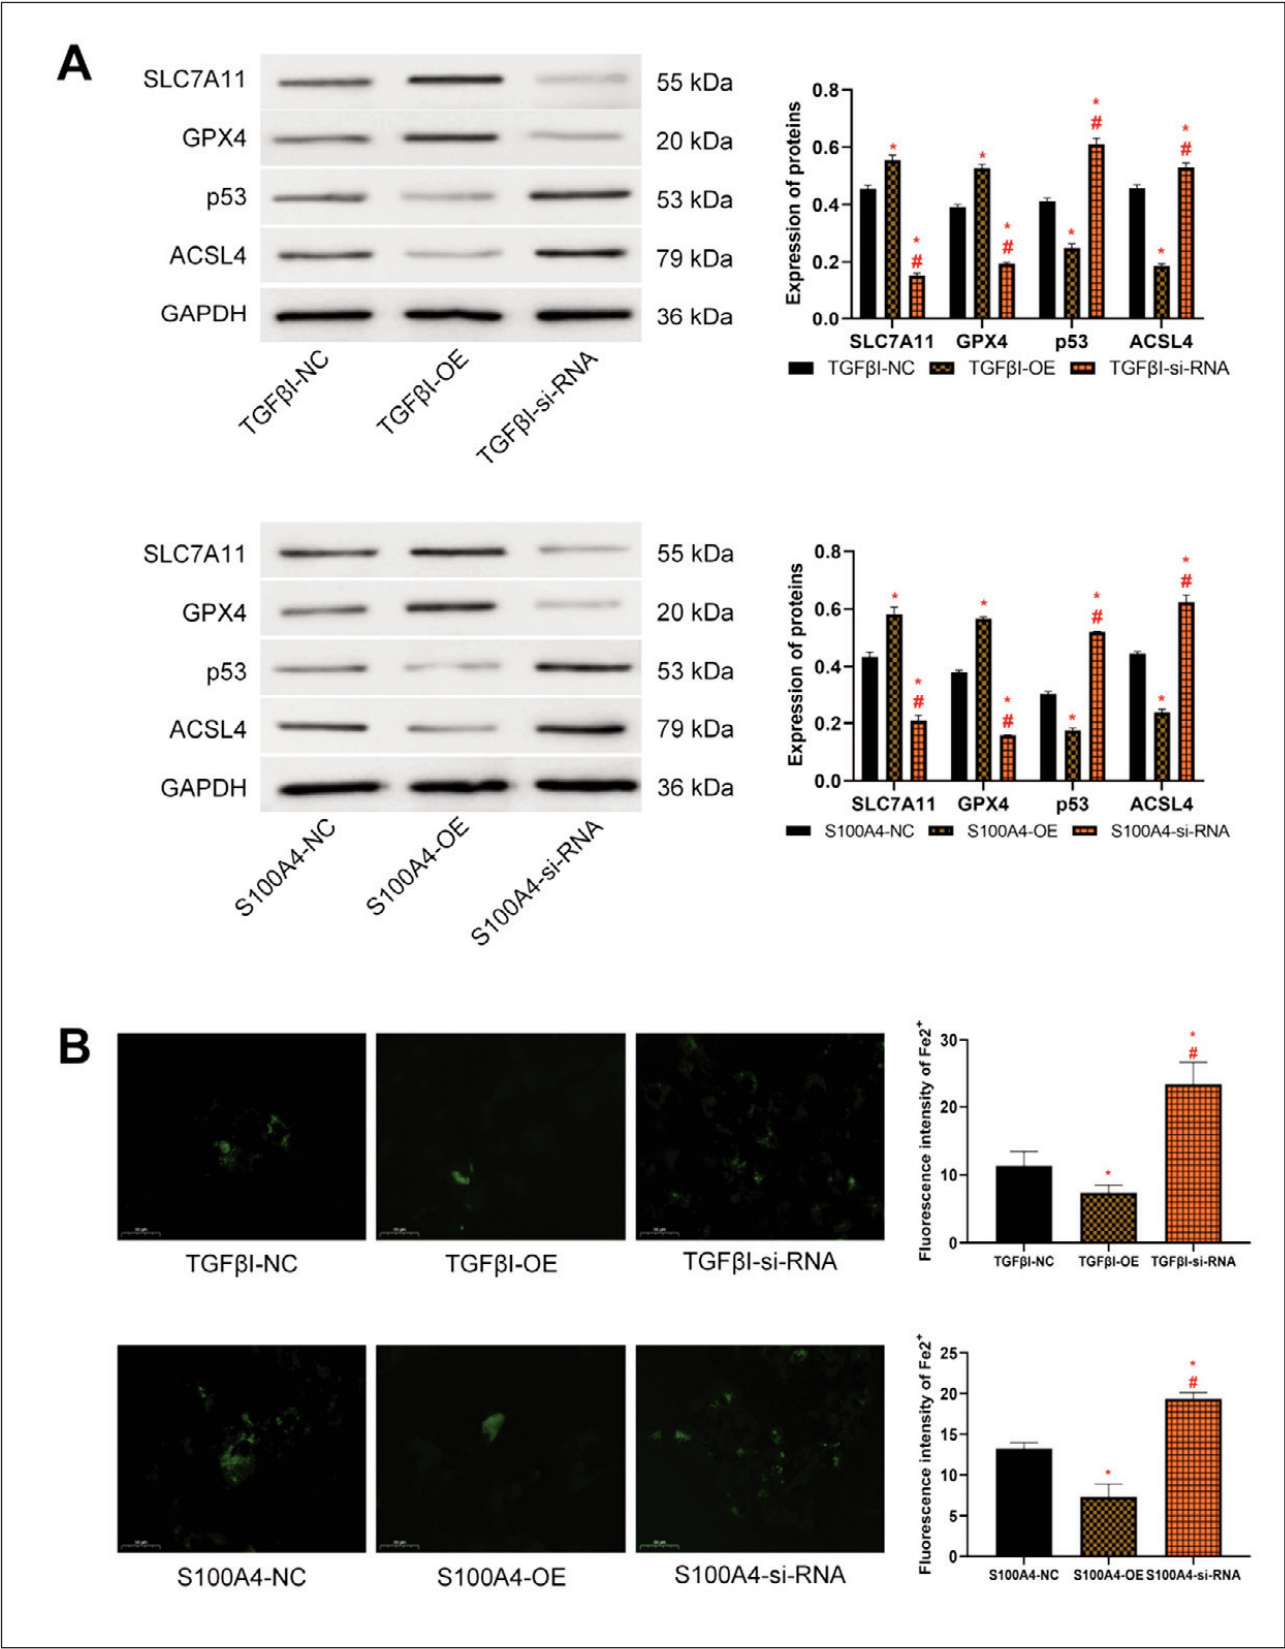 A
SLC7A11
GPX4
p53
ACSL4
GAPDH
55 kDa
20 kDa
53 kDa
79 kDa
36 kDa
TGFβI-NC
TGFβI-OE
TGFβI-si-RNA
Expression of proteins
0.8
0.6
0.4
0.2
0.0
*
*
#
*
*
#
*
*
#
*
*
#
SLC7A11 GPX4 p53 ACSL4
TGFβI-NC TGFβI-OE TGFβI-si-RNA
SLC7A11
GPX4
p53
ACSL4
GAPDH
55 kDa
20 kDa
53 kDa
79 kDa
36 kDa
S100A4-NC
S100A4-OE
S100A4-si-RNA
Expression of proteins
0.8
0.6
0.4
0.2
0.0
*
*
#
*
*
#
*
*
#
*
*
#
SLC7A11 GPX4 p53 ACSL4
S100A4-NC S100A4-OE S100A4-si-RNA
B
TGFβI-NC
TGFβI-OE
TGFβI-si-RNA
Fluorescence intensity of Fe2+
30
20
10
0
*
*
#
TGFβI-NC TGFβI-OE TGFβI-si-RNA
S100A4-NC
S100A4-OE
S100A4-si-RNA
Fluorescence intensity of Fe2+
25
20
15
10
5
0
*
*
#
S100A4-NC S100A4-OE S100A4-si-RNA